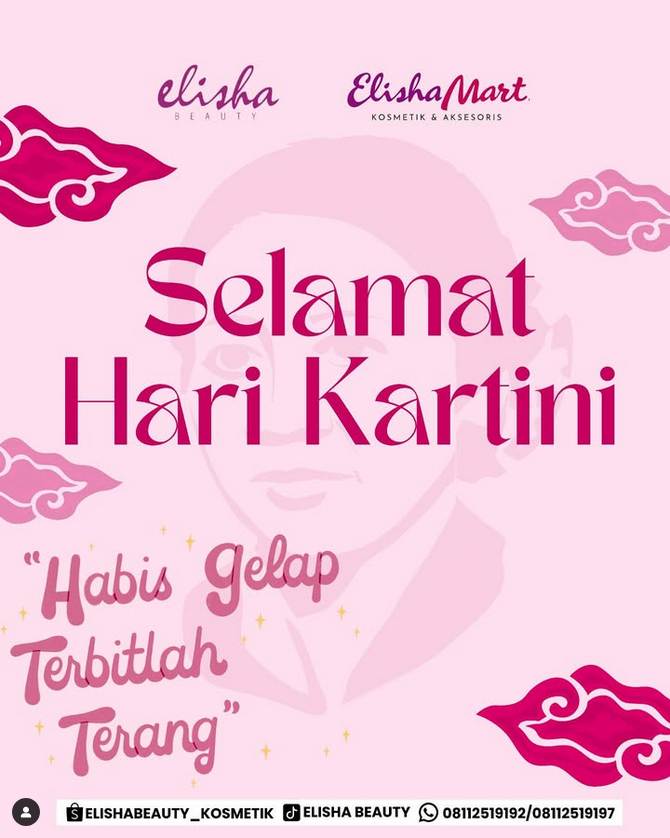 elisha
BEAUTY
ElishaMart.
KOSMETIK & AKSESORIS
Selamat
Hari Kartini
“Habis gelap
Terbitlah
Terang”
ELISHABEAUTY_KOSMETIK ELISHA BEAUTY 08112519192/08112519197